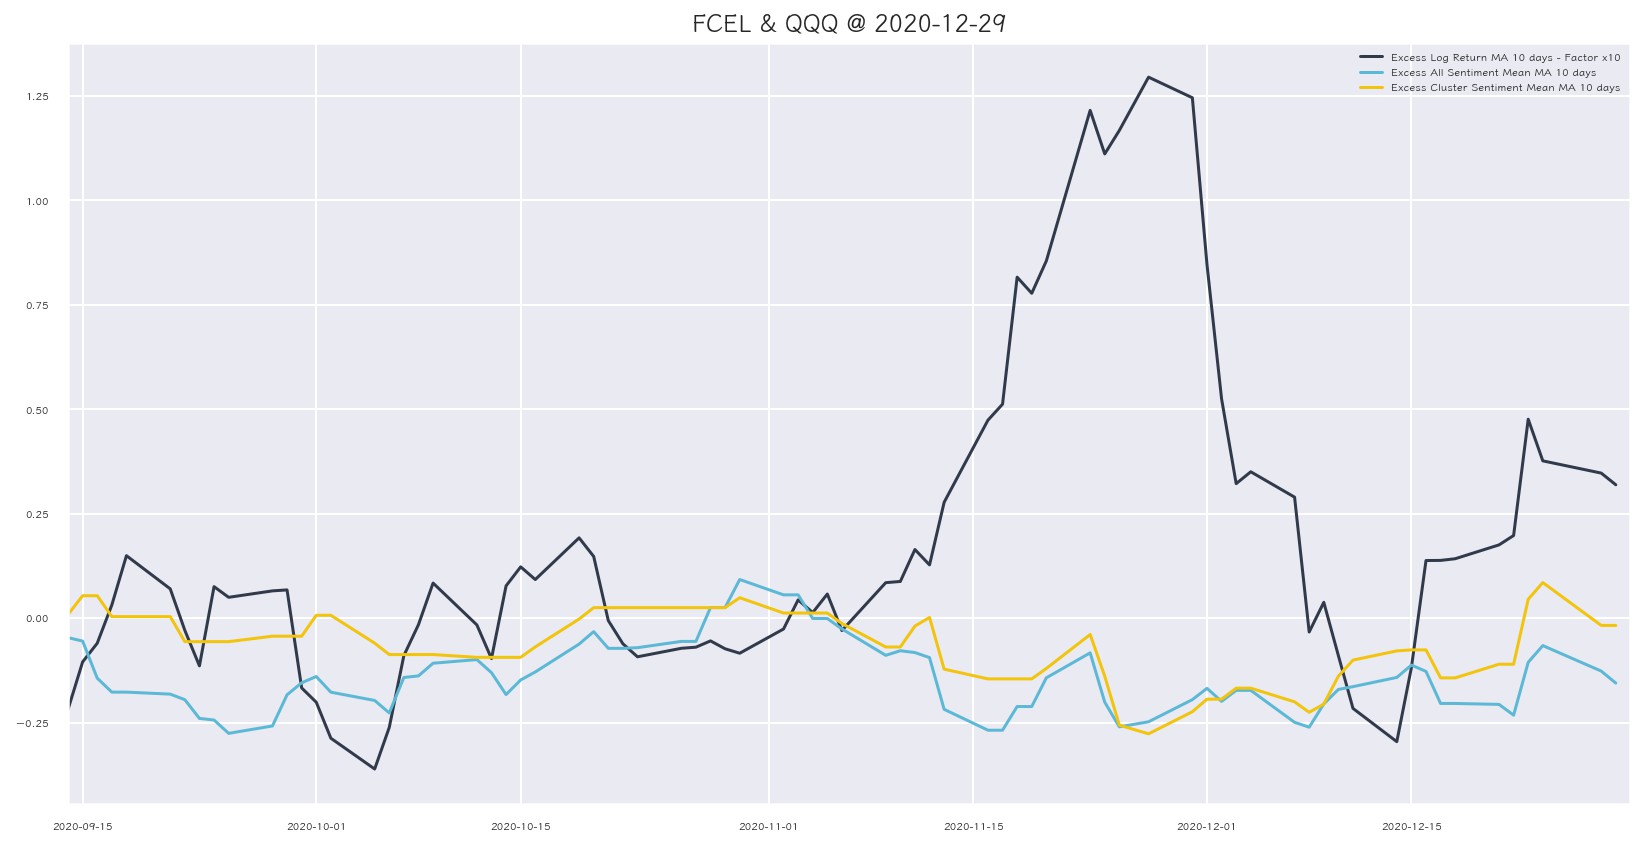 FCEL & QQQ @ 2020-12-29
Excess Log Return MA 10 days - Factor x10
Excess All Sentiment Mean MA 10 days
Excess Cluster Sentiment Mean MA 10 days
1.25
1.00
0.75
0.50
0.25
0.00
−0.25
2020-09-15 2020-10-01 2020-10-15 2020-11-01 2020-11-15 2020-12-01 2020-12-15